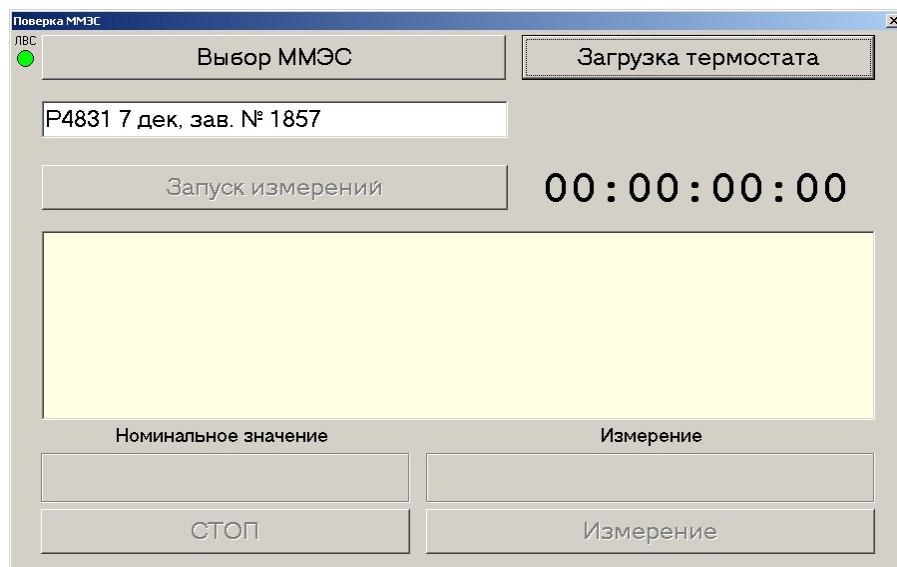 Поверка ММЭС
ЛВС
Выбор ММЭС
Загрузка термостата
Р4831 7 дек, зав. № 1857
Запуск измерений
00:00:00:00
Номинальное значение
Измерение
СТОП
Измерение